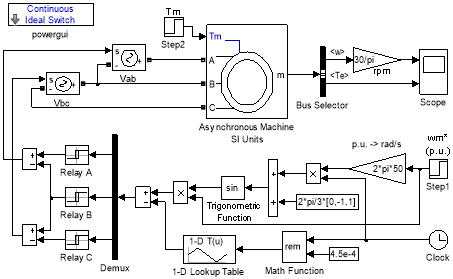 Continuous
Ideal Switch
powergui
Tm
Step2
Vab
Vbc
Tm
A
B
C
m
Asynchronous Machine
SI Units
<w>
<Te>
Bus Selector
30/pi
rpm
Scope
wm*
(p.u.)
p.u. -> rad/s
2*pi*50
Step1
Relay A
Relay B
Relay C
Demux
sin
Trigonometric
Function
2*pi/3*[0,-1,1]
1-D T(u)
1-D Lookup Table
rem
Math Function
4.5e-4
Clock